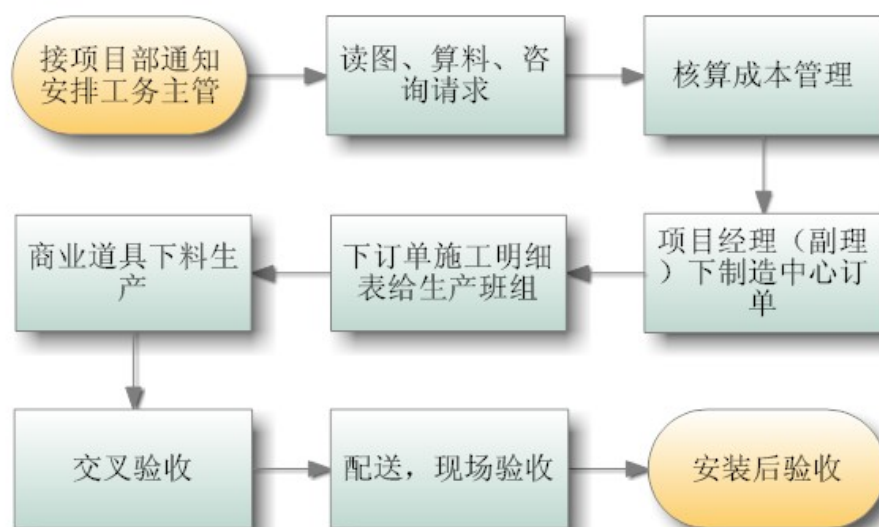 接项目部通知
安排工务主管
读图、算料、咨
询请求
核算成本管理
项目经理（副理
）下制造中心订
单
下订单施工明细
表给生产班组
商业道具下料生
产
交叉验收
配送，现场验收
安装后验收